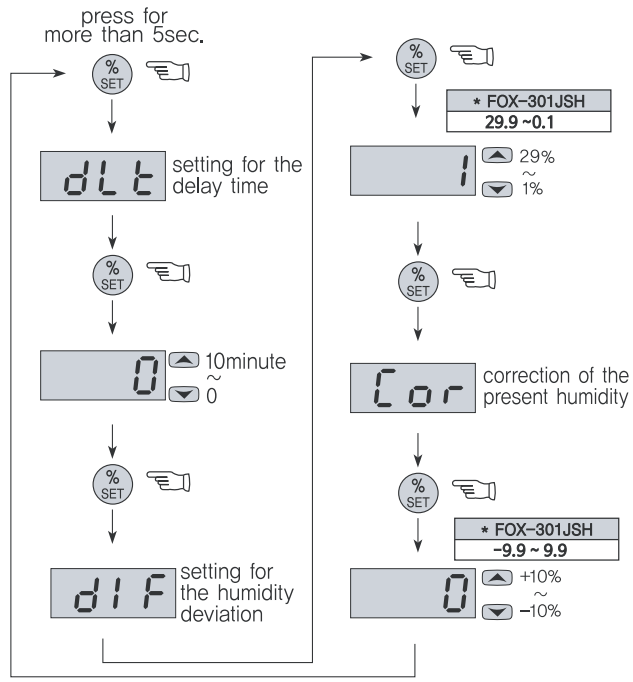 press for
more than 5sec.
%
SET
dLt
setting for the
delay time
%
SET
0
10minute
~
0
%
SET
dIF
setting for
the humidity
deviation
%
SET
* FOX-301JSH
29.9 ~0.1
1
29%
~
1%
%
SET
Cor
correction of the
present humidity
%
SET
* FOX-301JSH
-9.9 ~ 9.9
0
+10%
~
-10%